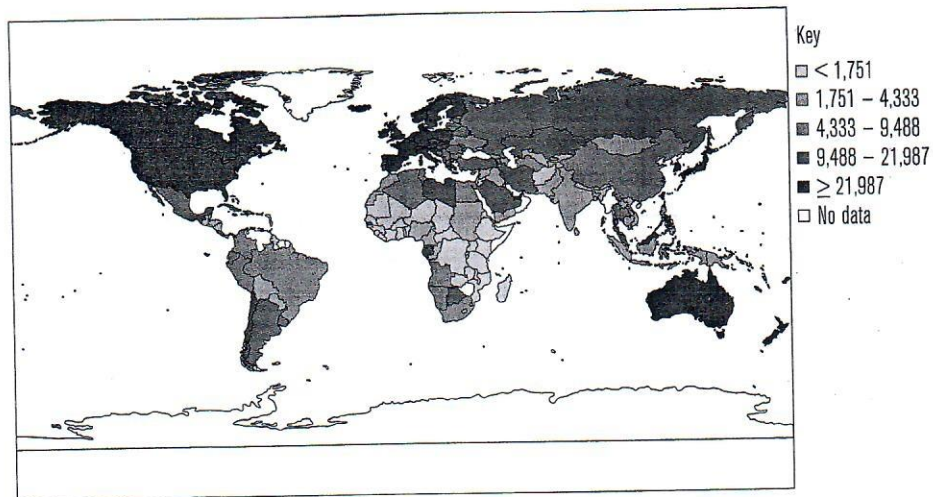 Key
< 1,751
1,751 – 4,333
4,333 – 9,488
9,488 – 21,987
≥ 21,987
No data